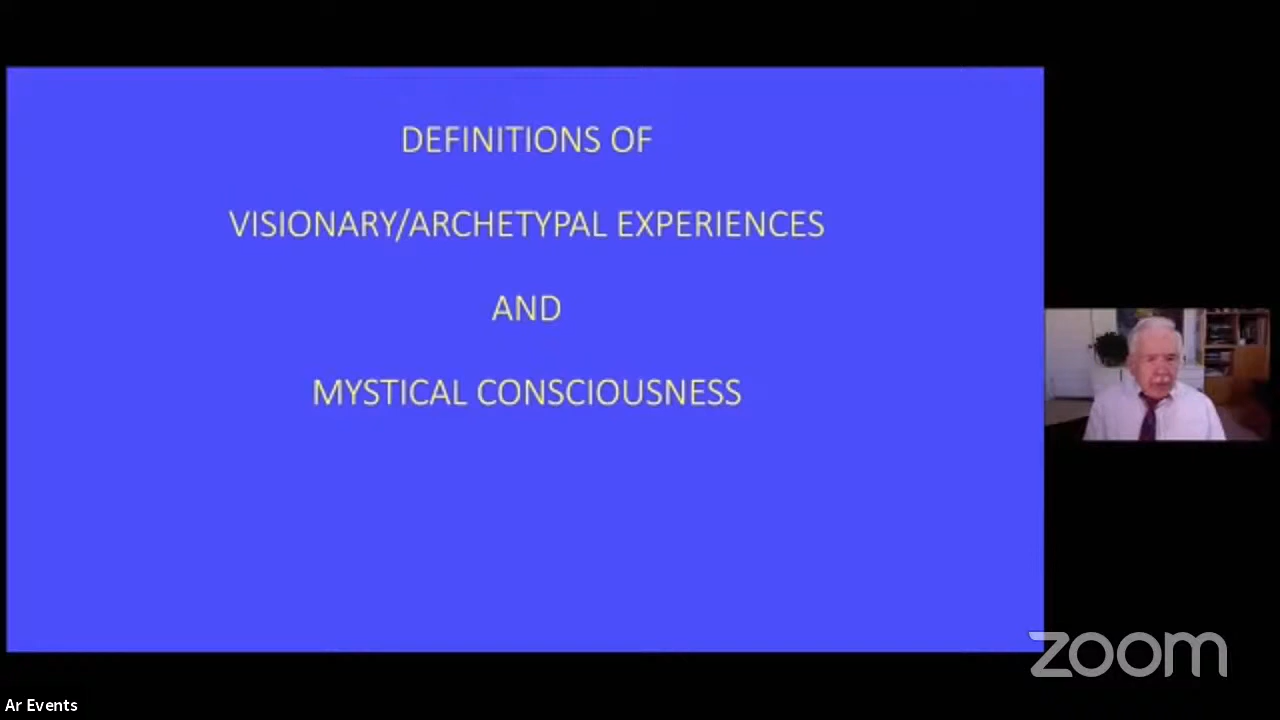 DEFINITIONS OF
VISIONARY/ARCHETYPAL EXPERIENCES
AND
MYSTICAL CONSCIOUSNESS
zoom
Ar Events